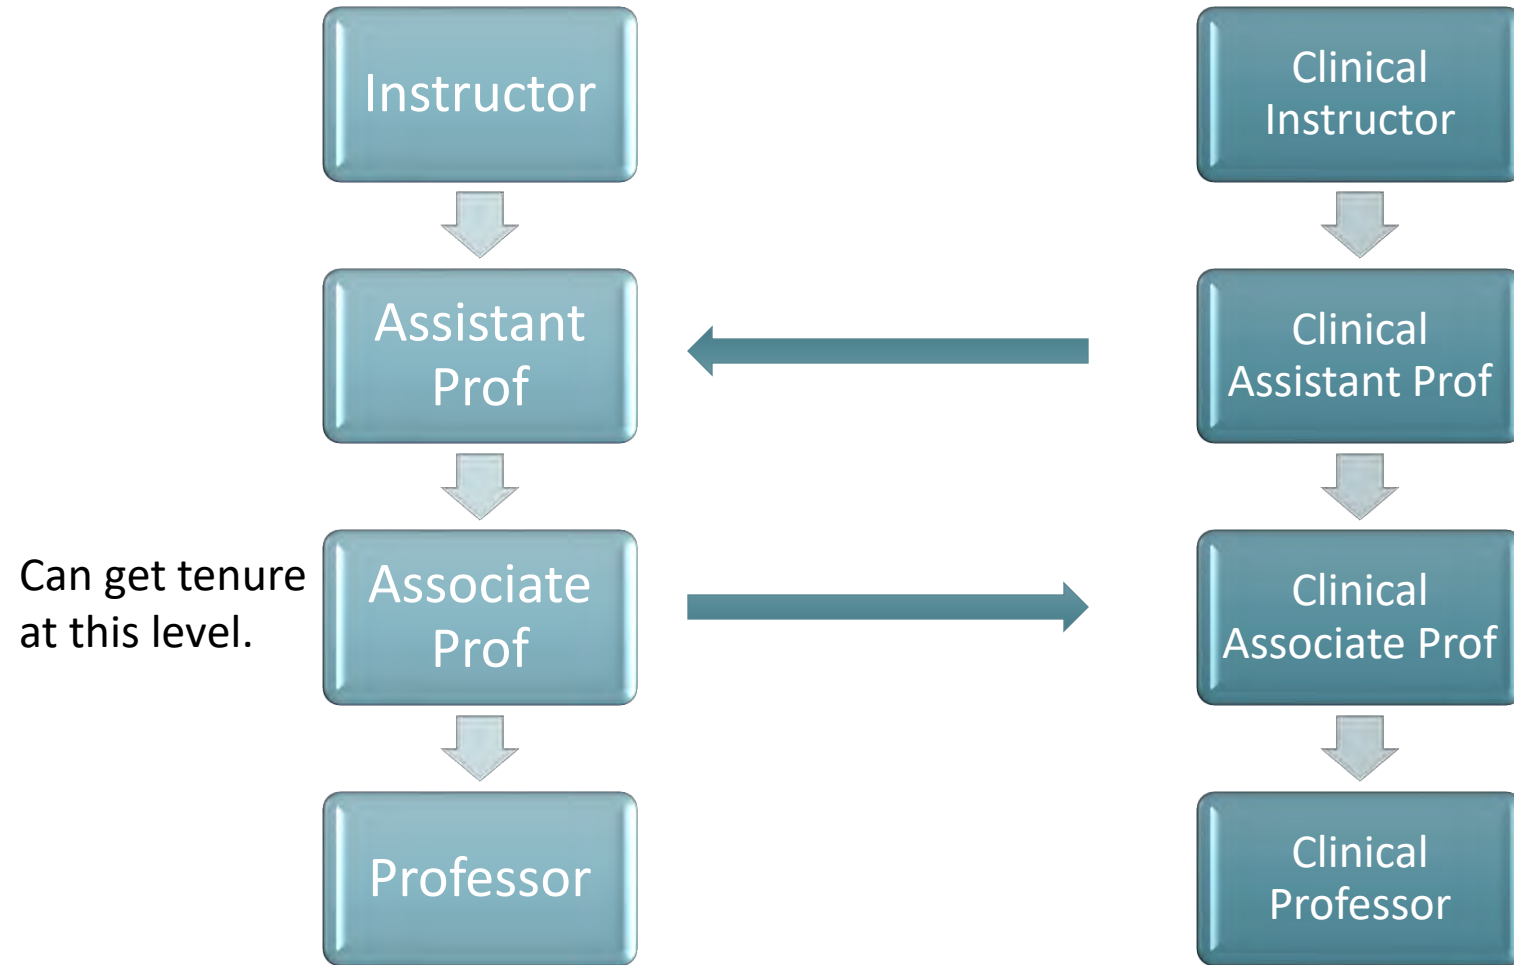 Instructor
Clinical
Instructor
Assistant
Prof
Clinical
Assistant Prof
Can get tenure
at this level.
Associate
Prof
Clinical
Associate Prof
Professor
Clinical
Professor